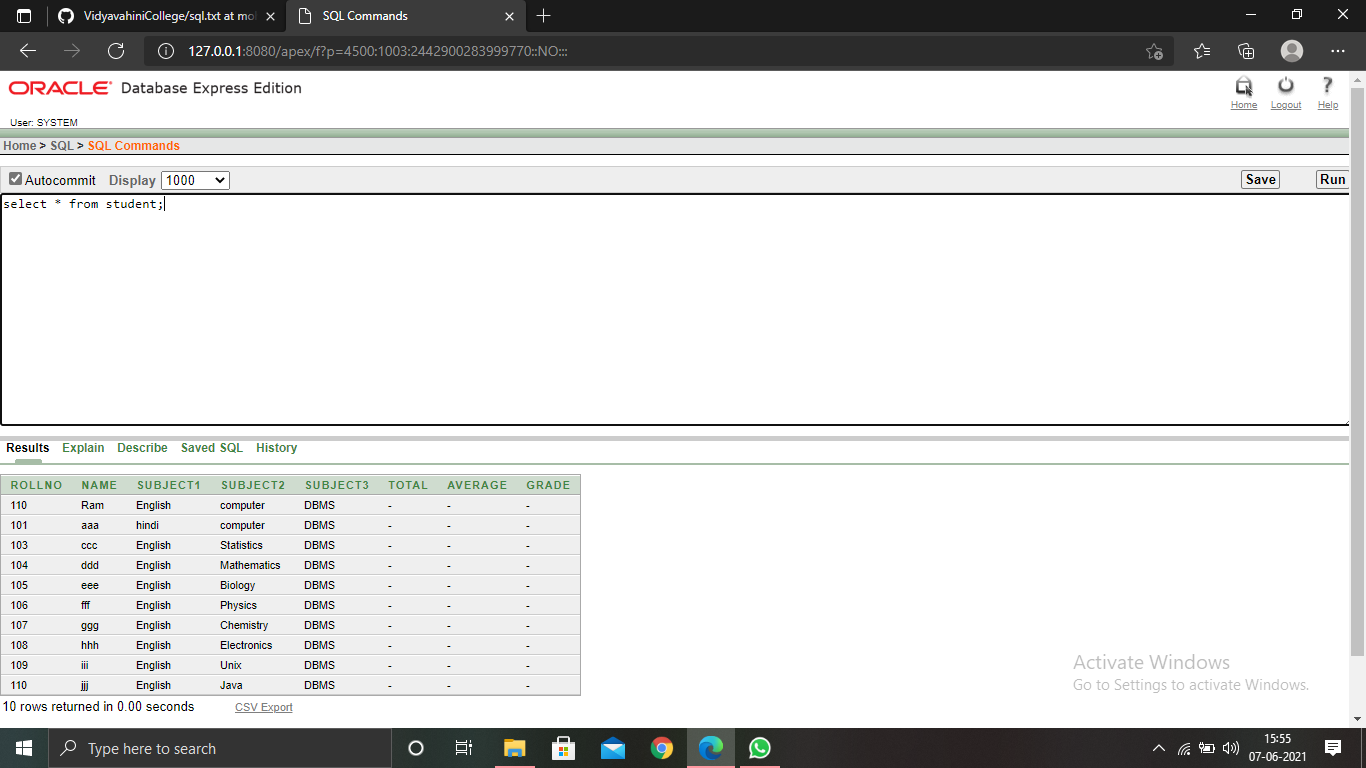 VidyavahiniCollege/sql.txt at mo
SQL Commands
127.0.0.1:8080/apex/f?p=4500:1003:2442900283999770::NO:::
ORACLE Database Express Edition
Home Logout Help
User: SYSTEM
Home > SQL > SQL Commands
Autocommit Display 1000 Save Run
select * from student;
Results Explain Describe Saved SQL History
ROLLNO NAME SUBJECT1 SUBJECT2 SUBJECT3 TOTAL AVERAGE GRADE
110 Ram English computer DBMS - - -
101 aaa hindi computer DBMS - - -
103 ccc English Statistics DBMS - - -
104 ddd English Mathematics DBMS - - -
105 eee English Biology DBMS - - -
106 fff English Physics DBMS - - -
107 ggg English Chemistry DBMS - - -
108 hhh English Electronics DBMS - - -
109 iii English Unix DBMS - - -
110 jjj English Java DBMS - - -
10 rows returned in 0.00 seconds CSV Export
Activate Windows
Go to Settings to activate Windows.
Type here to search
15:55
07-06-2021